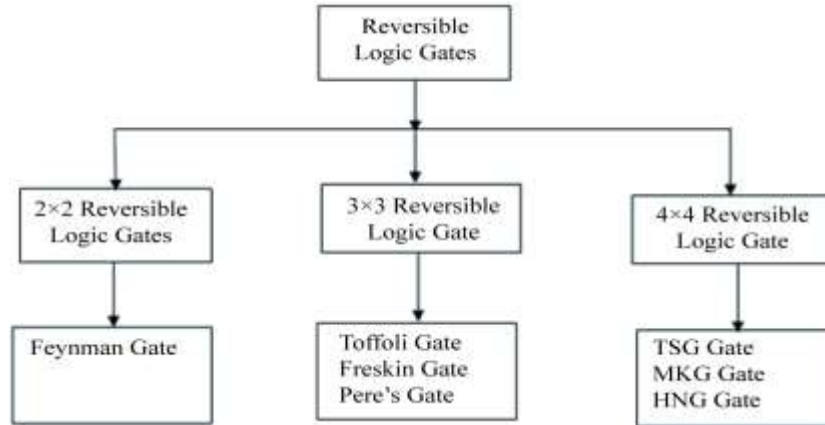 Reversible
Logic Gates
2×2 Reversible
Logic Gates
3×3 Reversible
Logic Gate
4×4 Reversible
Logic Gate
Feynman Gate
Toffoli Gate
Freskin Gate
Pere's Gate
TSG Gate
MKG Gate
HNG Gate